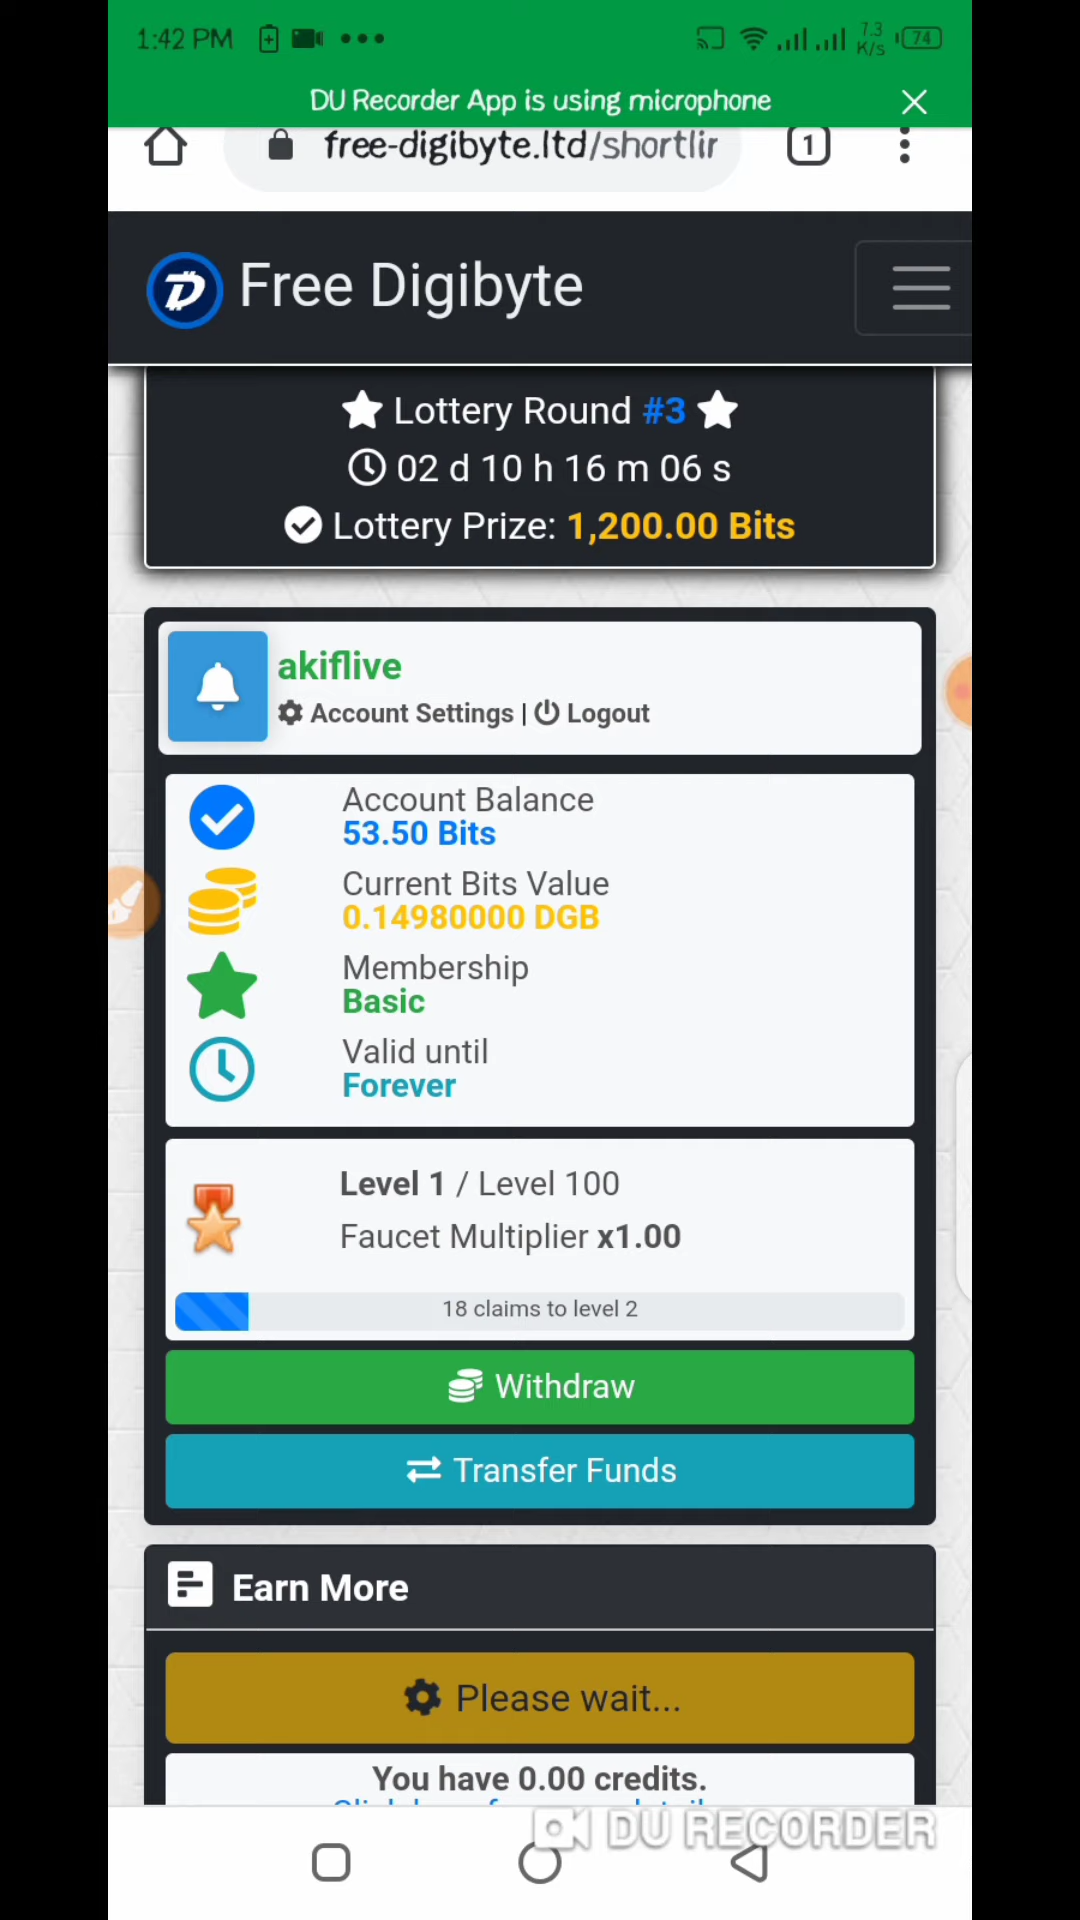 1:42 PM
7.3
K/s
74
DU Recorder App is using microphone
free-digibyte.ltd/shortlir
1
Free Digibyte
Lottery Round #3
02 d 10 h 16 m 06 s
Lottery Prize: 1,200.00 Bits
akiflive
Account Settings | Logout
Account Balance
53.50 Bits
Current Bits Value
0.14980000 DGB
Membership
Basic
Valid until
Forever
Level 1 / Level 100
Faucet Multiplier x1.00
18 claims to level 2
Withdraw
Transfer Funds
Earn More
Please wait...
You have 0.00 credits.
DU RECORDER